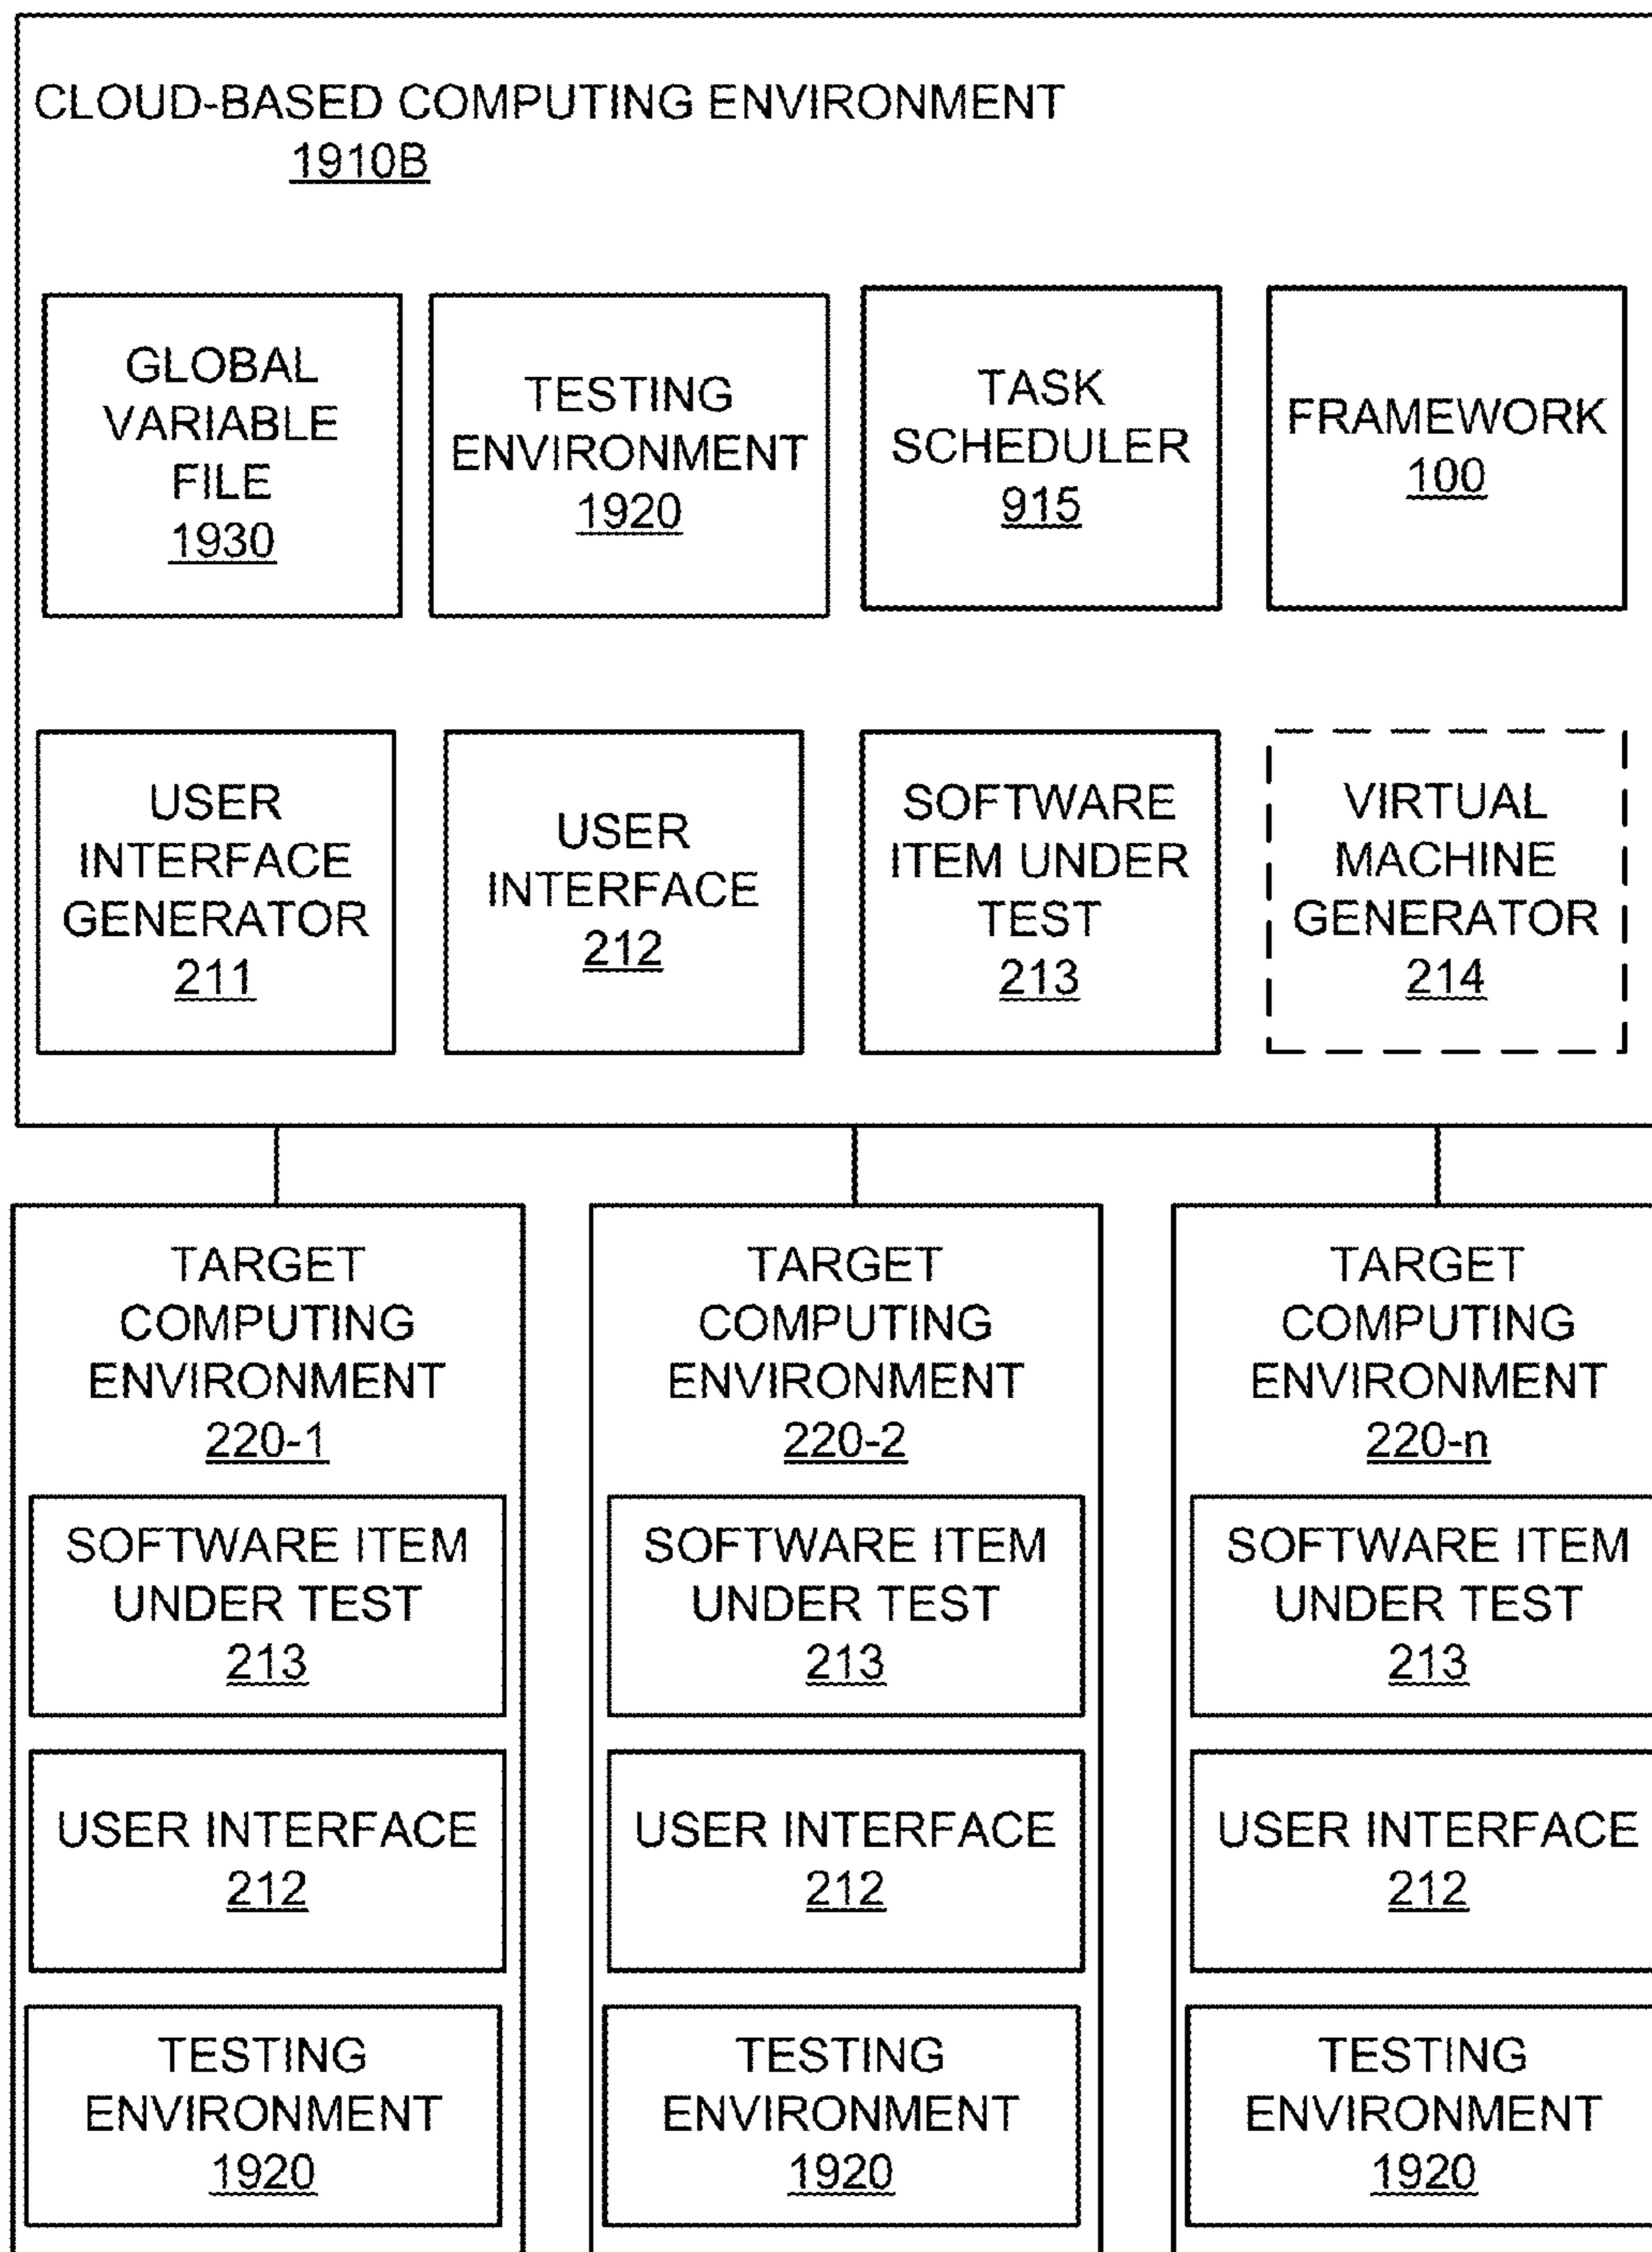 CLOUD-BASED COMPUTING ENVIRONMENT
1910B
GLOBAL
VARIABLE
FILE
1930
TESTING
ENVIRONMENT
1920
TASK
SCHEDULER
915
FRAMEWORK
100
USER
INTERFACE
GENERATOR
211
USER
INTERFACE
212
SOFTWARE
ITEM UNDER
TEST
213
VIRTUAL
MACHINE
GENERATOR
214
TARGET
COMPUTING
ENVIRONMENT
220-1
SOFTWARE ITEM
UNDER TEST
213
USER INTERFACE
212
TESTING
ENVIRONMENT
1920
TARGET
COMPUTING
ENVIRONMENT
220-2
SOFTWARE ITEM
UNDER TEST
213
USER INTERFACE
212
TESTING
ENVIRONMENT
1920
TARGET
COMPUTING
ENVIRONMENT
220-n
SOFTWARE ITEM
UNDER TEST
213
USER INTERFACE
212
TESTING
ENVIRONMENT
1920